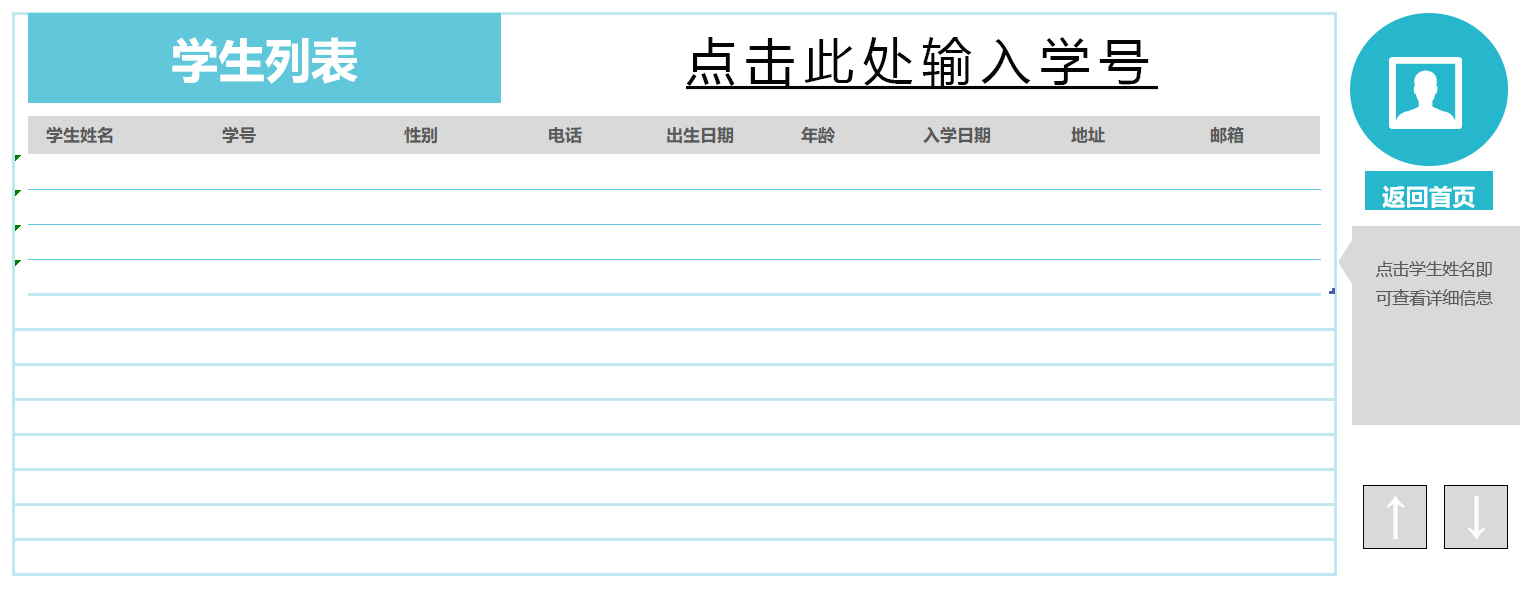 学生列表
点击此处输入学号
学生姓名 学号 性别 电话 出生日期 年龄 入学日期 地址 邮箱
返回首页
点击学生姓名即
可查看详细信息
↑ ↓